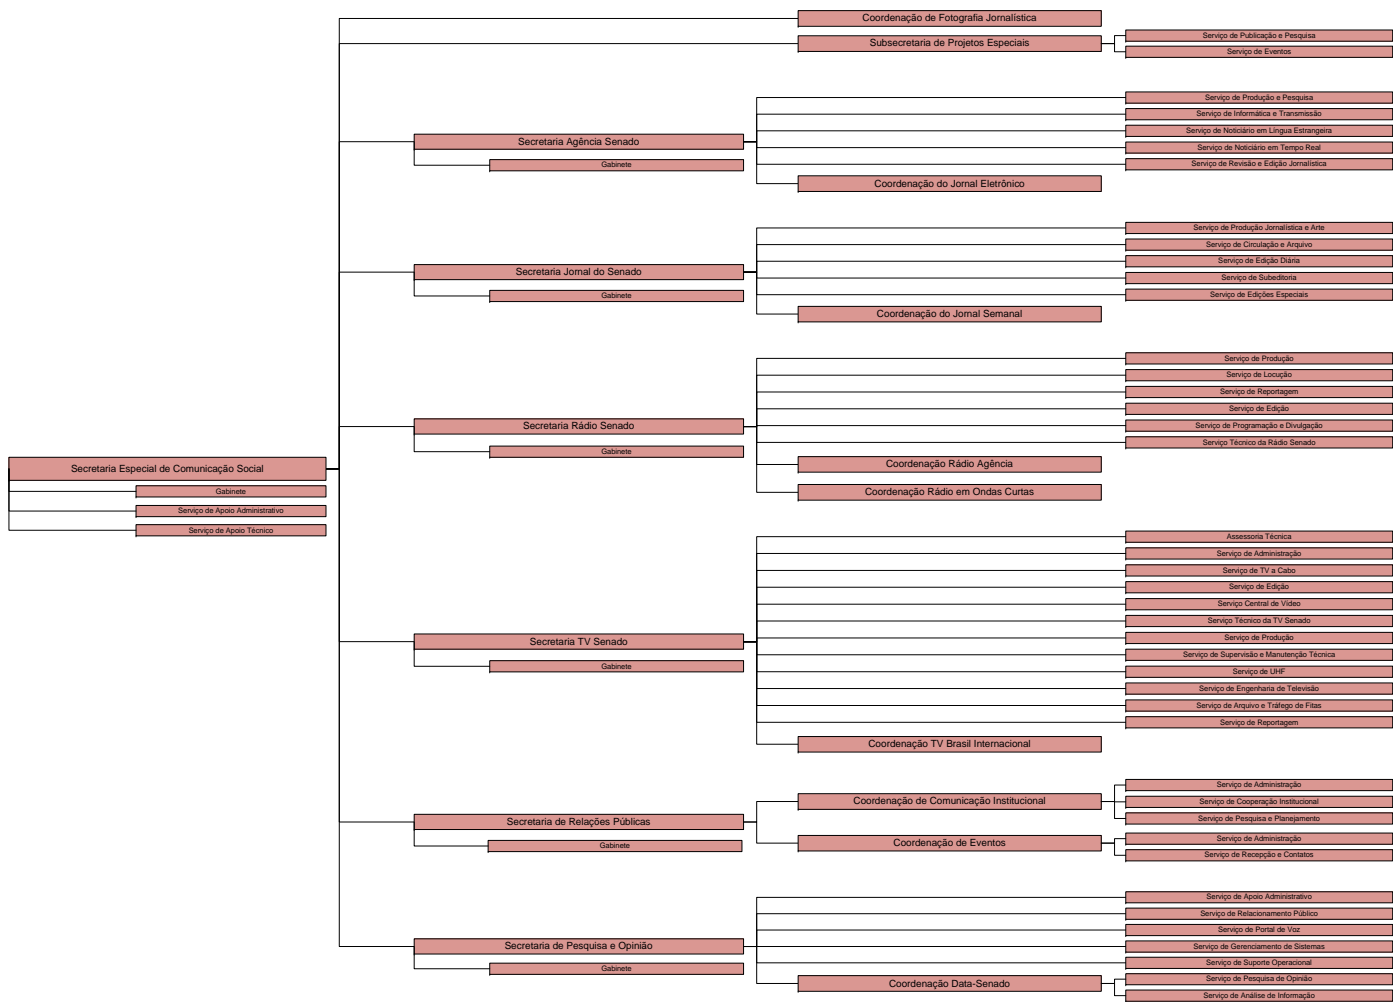 Coordenação de Fotografia Jornalística
Subsecretaria de Projetos Especiais
Serviço de Publicação e Pesquisa
Serviço de Eventos
Secretaria Agência Senado
Gabinete
Serviço de Produção e Pesquisa
Serviço de Informática e Transmissão
Serviço de Noticiário em Língua Estrangeira
Serviço de Noticiário em Tempo Real
Serviço de Revisão e Edição Jornalística
Coordenação do Jornal Eletrônico
Secretaria Jornal do Senado
Gabinete
Serviço de Produção Jornalística e Arte
Serviço de Circulação e Arquivo
Serviço de Edição Diária
Serviço de Subeditoria
Serviço de Edições Especiais
Coordenação do Jornal Semanal
Secretaria Rádio Senado
Gabinete
Serviço de Produção
Serviço de Locução
Serviço de Reportagem
Serviço de Edição
Serviço de Programação e Divulgação
Serviço Técnico da Rádio Senado
Coordenação Rádio Agência
Coordenação Rádio em Ondas Curtas
Secretaria Especial de Comunicação Social
Gabinete
Serviço de Apoio Administrativo
Serviço de Apoio Técnico
Secretaria TV Senado
Gabinete
Assessoria Técnica
Serviço de Administração
Serviço de TV a Cabo
Serviço de Edição
Serviço Central de Vídeo
Serviço Técnico da TV Senado
Serviço de Produção
Serviço de Supervisão e Manutenção Técnica
Serviço de UHF
Serviço de Engenharia de Televisão
Serviço de Arquivo e Tráfego de Fitas
Serviço de Reportagem
Coordenação TV Brasil Internacional
Secretaria de Relações Públicas
Gabinete
Coordenação de Comunicação Institucional
Serviço de Administração
Serviço de Cooperação Institucional
Serviço de Pesquisa e Planejamento
Coordenação de Eventos
Serviço de Administração
Serviço de Recepção e Contatos
Secretaria de Pesquisa e Opinião
Gabinete
Serviço de Apoio Administrativo
Serviço de Relacionamento Público
Serviço de Portal de Voz
Serviço de Gerenciamento de Sistemas
Serviço de Suporte Operacional
Coordenação Data-Senado
Serviço de Pesquisa de Opinião
Serviço de Análise de Informação